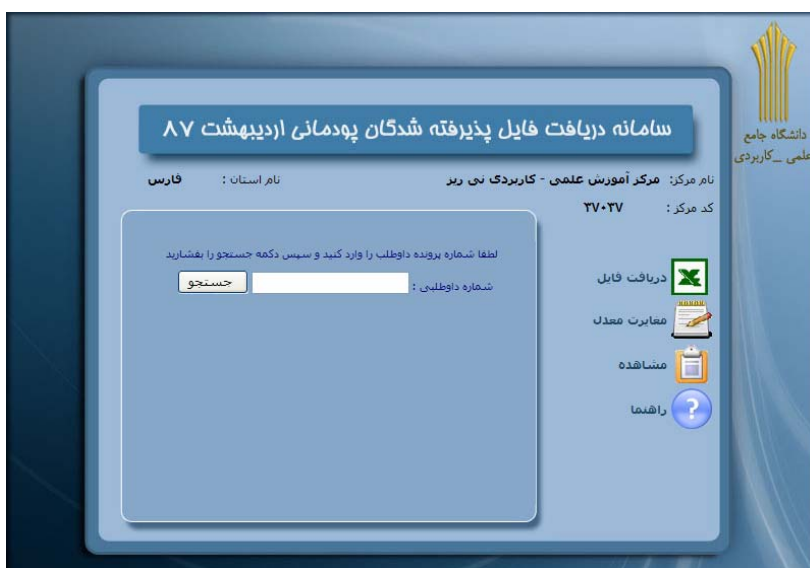 دانشگاه جامع
علمی _کاربردی
سامانه دریافت فایل پذیرفته شدگان پودمانی اردیبهشت ۸۷
نام مرکز: مرکز آموزش علمی - کاربردی نی ریز نام استان : فارس
کد مرکز : ۳۷۰۳۷
لطفا شماره پرونده داوطلب را وارد کنید و سپس دکمه جستجو را بفشارید
شماره داوطلبی : جستجو
دریافت فایل
مغایرت معدل
مشاهده
راهنما